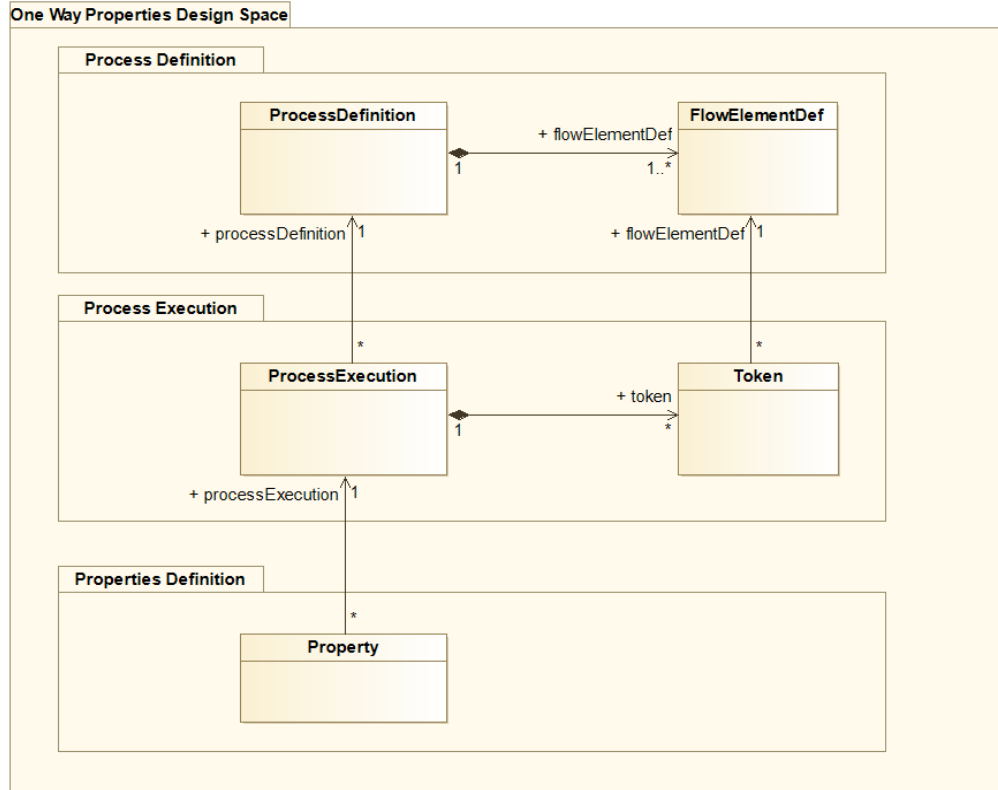 One Way Properties Design Space
Process Definition
ProcessDefinition
FlowElementDef
+ flowElementDef
1
1..*
+ processDefinition
1
+ flowElementDef
1
Process Execution
*
*
ProcessExecution
Token
+ token
1
*
+ processExecution
1
Properties Definition
*
Property